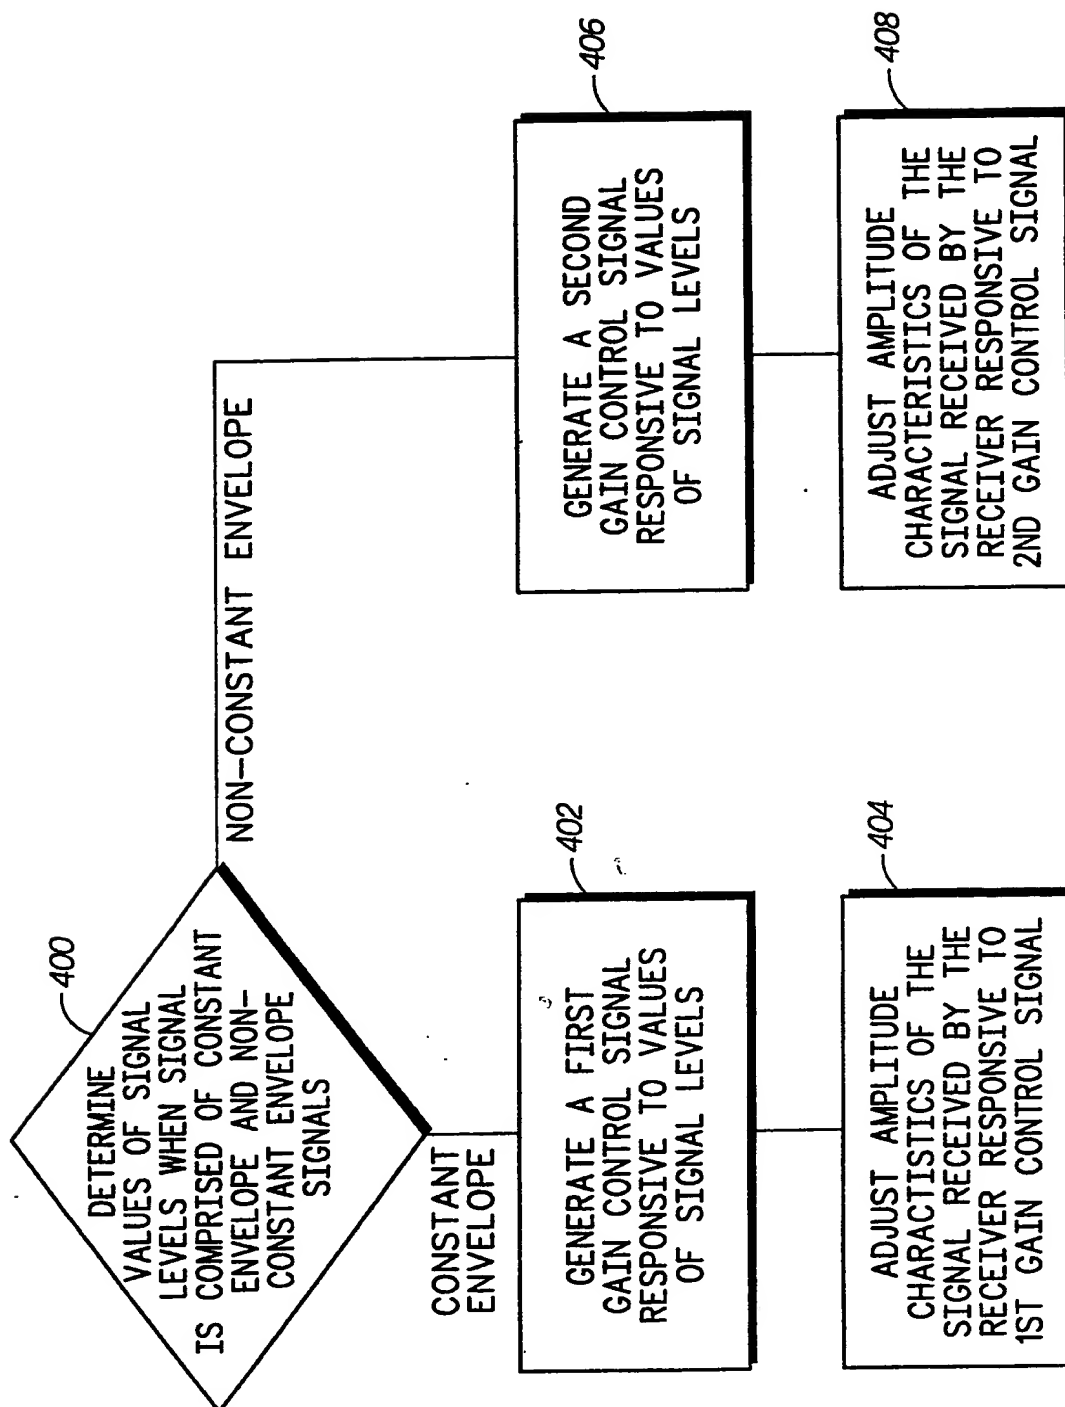 400
DETERMINE
VALUES OF SIGNAL
LEVELS WHEN SIGNAL
IS COMPRISED OF CONSTANT
ENVELOPE AND NON-
CONSTANT ENVELOPE
SIGNALS
NON-CONSTANT ENVELOPE
CONSTANT
ENVELOPE
402
GENERATE A FIRST
GAIN CONTROL SIGNAL
RESPONSIVE TO VALUES
OF SIGNAL LEVELS
406
GENERATE A SECOND
GAIN CONTROL SIGNAL
RESPONSIVE TO VALUES
OF SIGNAL LEVELS
404
ADJUST AMPLITUDE
CHARACTISTICS OF THE
SIGNAL RECEIVED BY THE
RECEIVER RESPONSIVE TO
1ST GAIN CONTROL SIGNAL
408
ADJUST AMPLITUDE
CHARACTERISTICS OF THE
SIGNAL RECEIVED BY THE
RECEIVER RESPONSIVE TO
2ND GAIN CONTROL SIGNAL